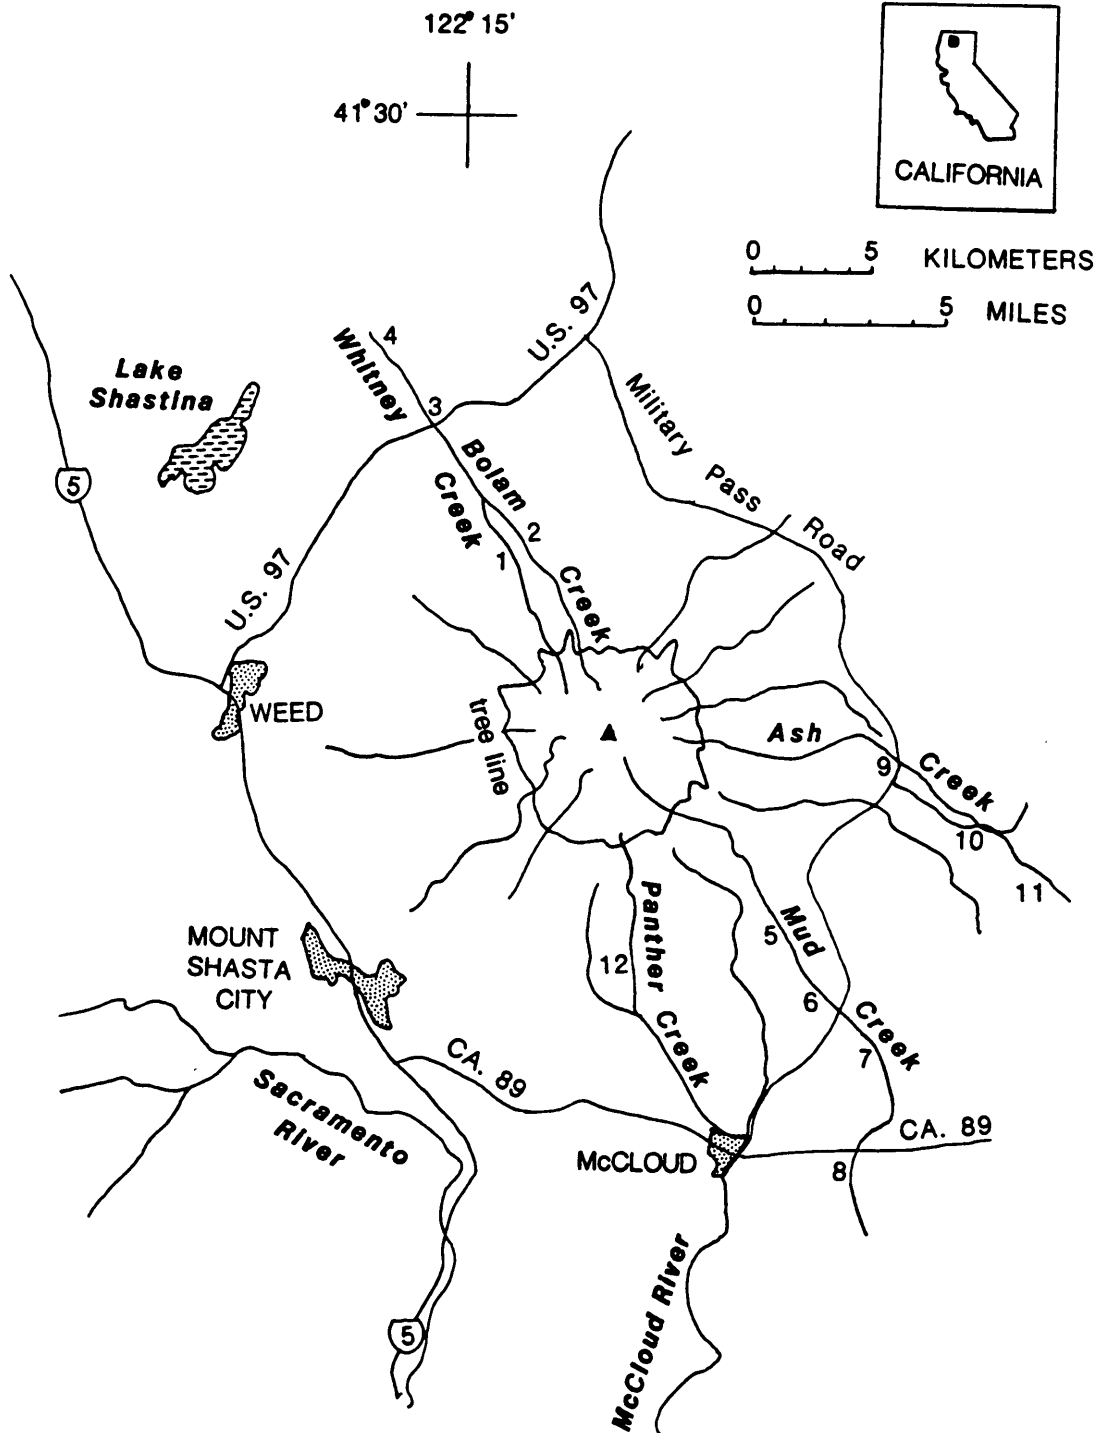 122° 15'
41° 30'
CALIFORNIA
0 5 KILOMETERS
0 5 MILES
U.S. 97
4
Whitney
Creek
3
Lake
Shastina
Military Pass Road
Bolam
Creek
5
2
1
U.S. 97
WEED
tree line
Ash
Creek
9
10
11
Mud
Creek
5
6
7
Panther
Creek
12
MOUNT
SHASTA
CITY
CA. 89
Sacramento
River
CA. 89
McCLOUD
8
McCloud River
5